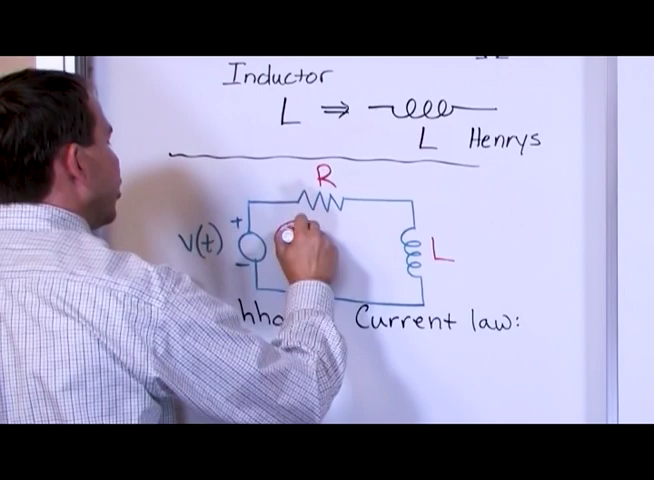 Inductor
L ⇒
L Henrys
R
+
v(t)
-
L
Current law: